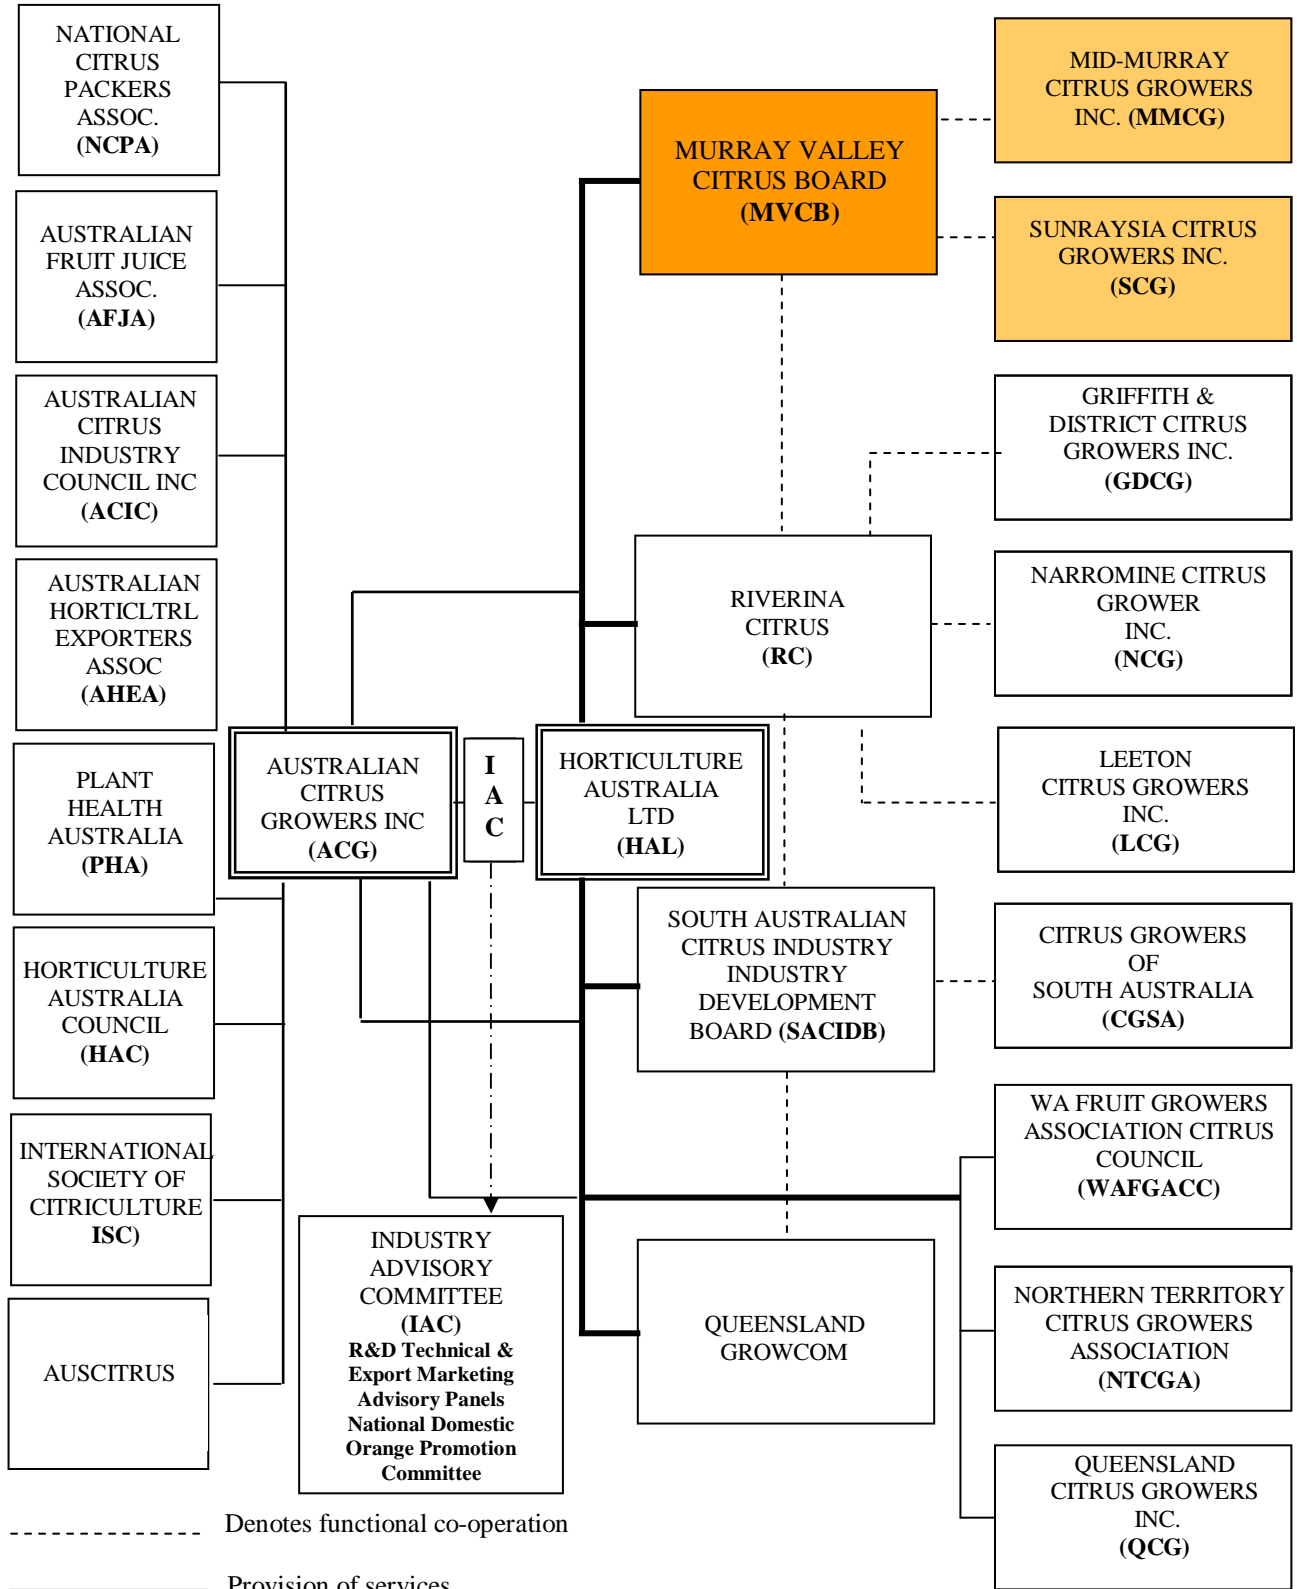 NATIONAL
CITRUS
PACKERS
ASSOC.
(NCPA)
AUSTRALIAN
FRUIT JUICE
ASSOC.
(AFJA)
AUSTRALIAN
CITRUS
INDUSTRY
COUNCIL INC
(ACIC)
AUSTRALIAN
HORTICLTRL
EXPORTERS
ASSOC
(AHEA)
PLANT
HEALTH
AUSTRALIA
(PHA)
HORTICULTURE
AUSTRALIA
COUNCIL
(HAC)
INTERNATIONAL
SOCIETY OF
CITRICULTURE
ISC)
AUSCITRUS
AUSTRALIAN
CITRUS
GROWERS INC
(ACG)
I
A
C
HORTICULTURE
AUSTRALIA
LTD
(HAL)
INDUSTRY
ADVISORY
COMMITTEE
(IAC)
R&D Technical &
Export Marketing
Advisory Panels
National Domestic
Orange Promotion
Committee
MURRAY VALLEY
CITRUS BOARD
(MVCB)
RIVERINA
CITRUS
(RC)
SOUTH AUSTRALIAN
CITRUS INDUSTRY
INDUSTRY
DEVELOPMENT
BOARD (SACIDB)
QUEENSLAND
GROWCOM
MID-MURRAY
CITRUS GROWERS
INC. (MMCG)
SUNRAYSIA CITRUS
GROWERS INC.
(SCG)
GRIFFITH &
DISTRICT CITRUS
GROWERS INC.
(GDCG)
NARROMINE CITRUS
GROWER
INC.
(NCG)
LEETON
CITRUS GROWERS
INC.
(LCG)
CITRUS GROWERS
OF
SOUTH AUSTRALIA
(CGSA)
WA FRUIT GROWERS
ASSOCIATION CITRUS
COUNCIL
(WAFGACC)
NORTHERN TERRITORY
CITRUS GROWERS
ASSOCIATION
(NTCGA)
QUEENSLAND
CITRUS GROWERS
INC.
(QCG)
Denotes functional co-operation
Provision of services